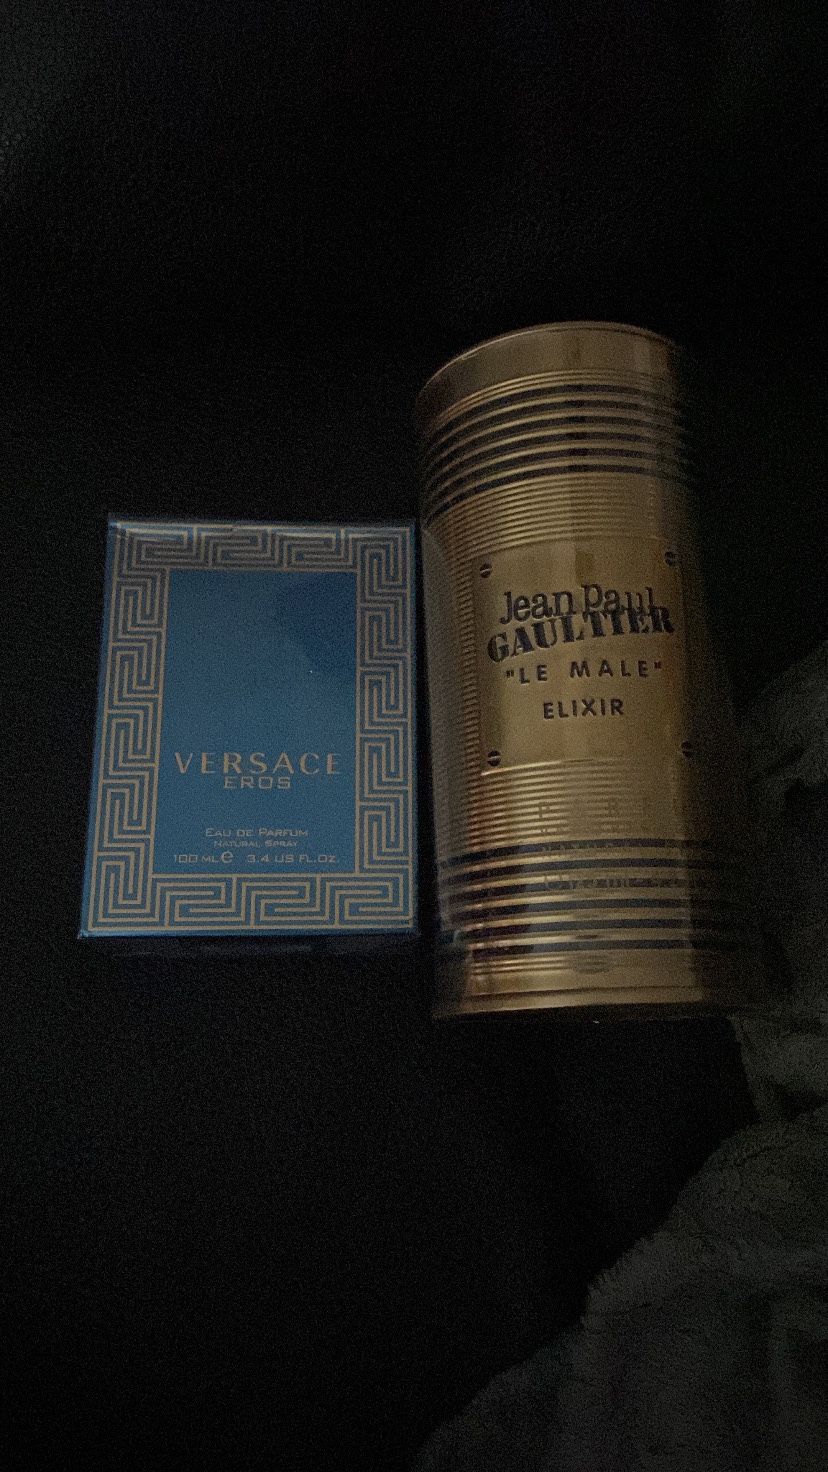 VERSACE
EROS
EAU DE PARFUM
NATURAL SPRAY
100 ML e 3.4 US FL.OZ.
Jean Paul
GAULTIER
"LE MALE"
ELIXIR